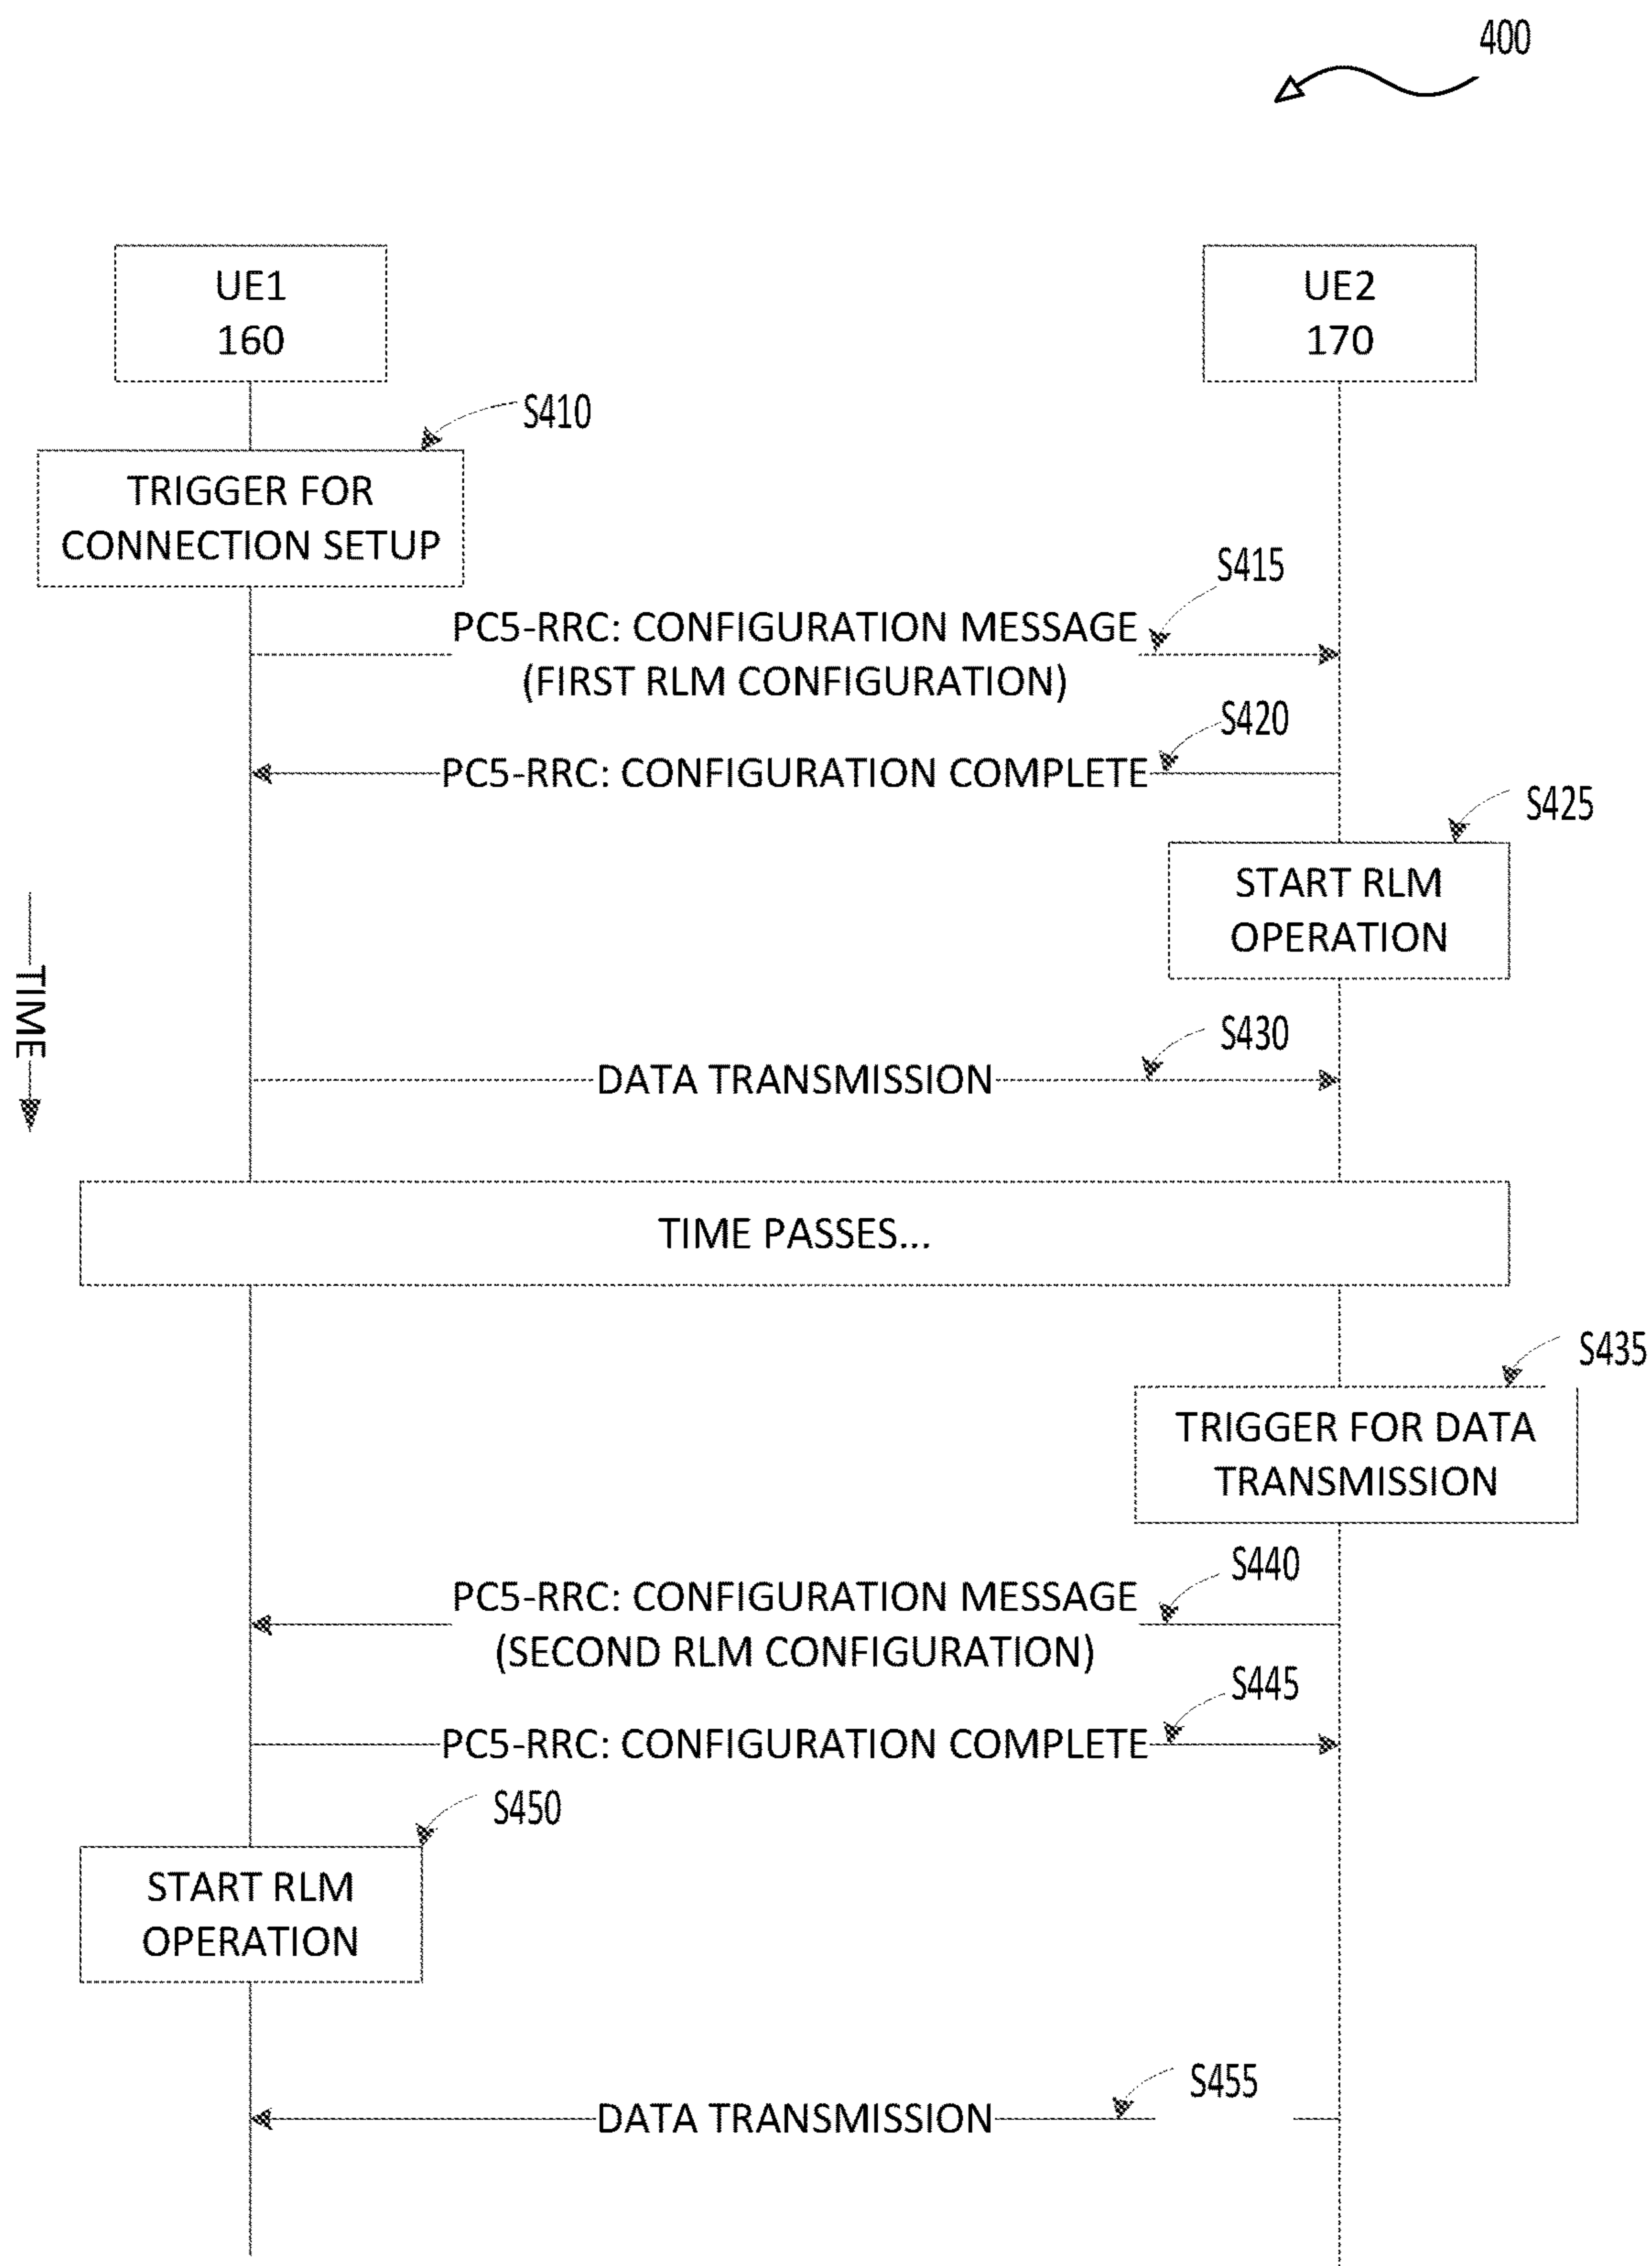 400
UE1
160
UE2
170
S410
TRIGGER FOR
CONNECTION SETUP
S415
PC5-RRC: CONFIGURATION MESSAGE
(FIRST RLM CONFIGURATION)
S420
PC5-RRC: CONFIGURATION COMPLETE
S425
START RLM
OPERATION
TIME
S430
DATA TRANSMISSION
TIME PASSES...
S435
TRIGGER FOR DATA
TRANSMISSION
S440
PC5-RRC: CONFIGURATION MESSAGE
(SECOND RLM CONFIGURATION)
S445
PC5-RRC: CONFIGURATION COMPLETE
S450
START RLM
OPERATION
S455
DATA TRANSMISSION